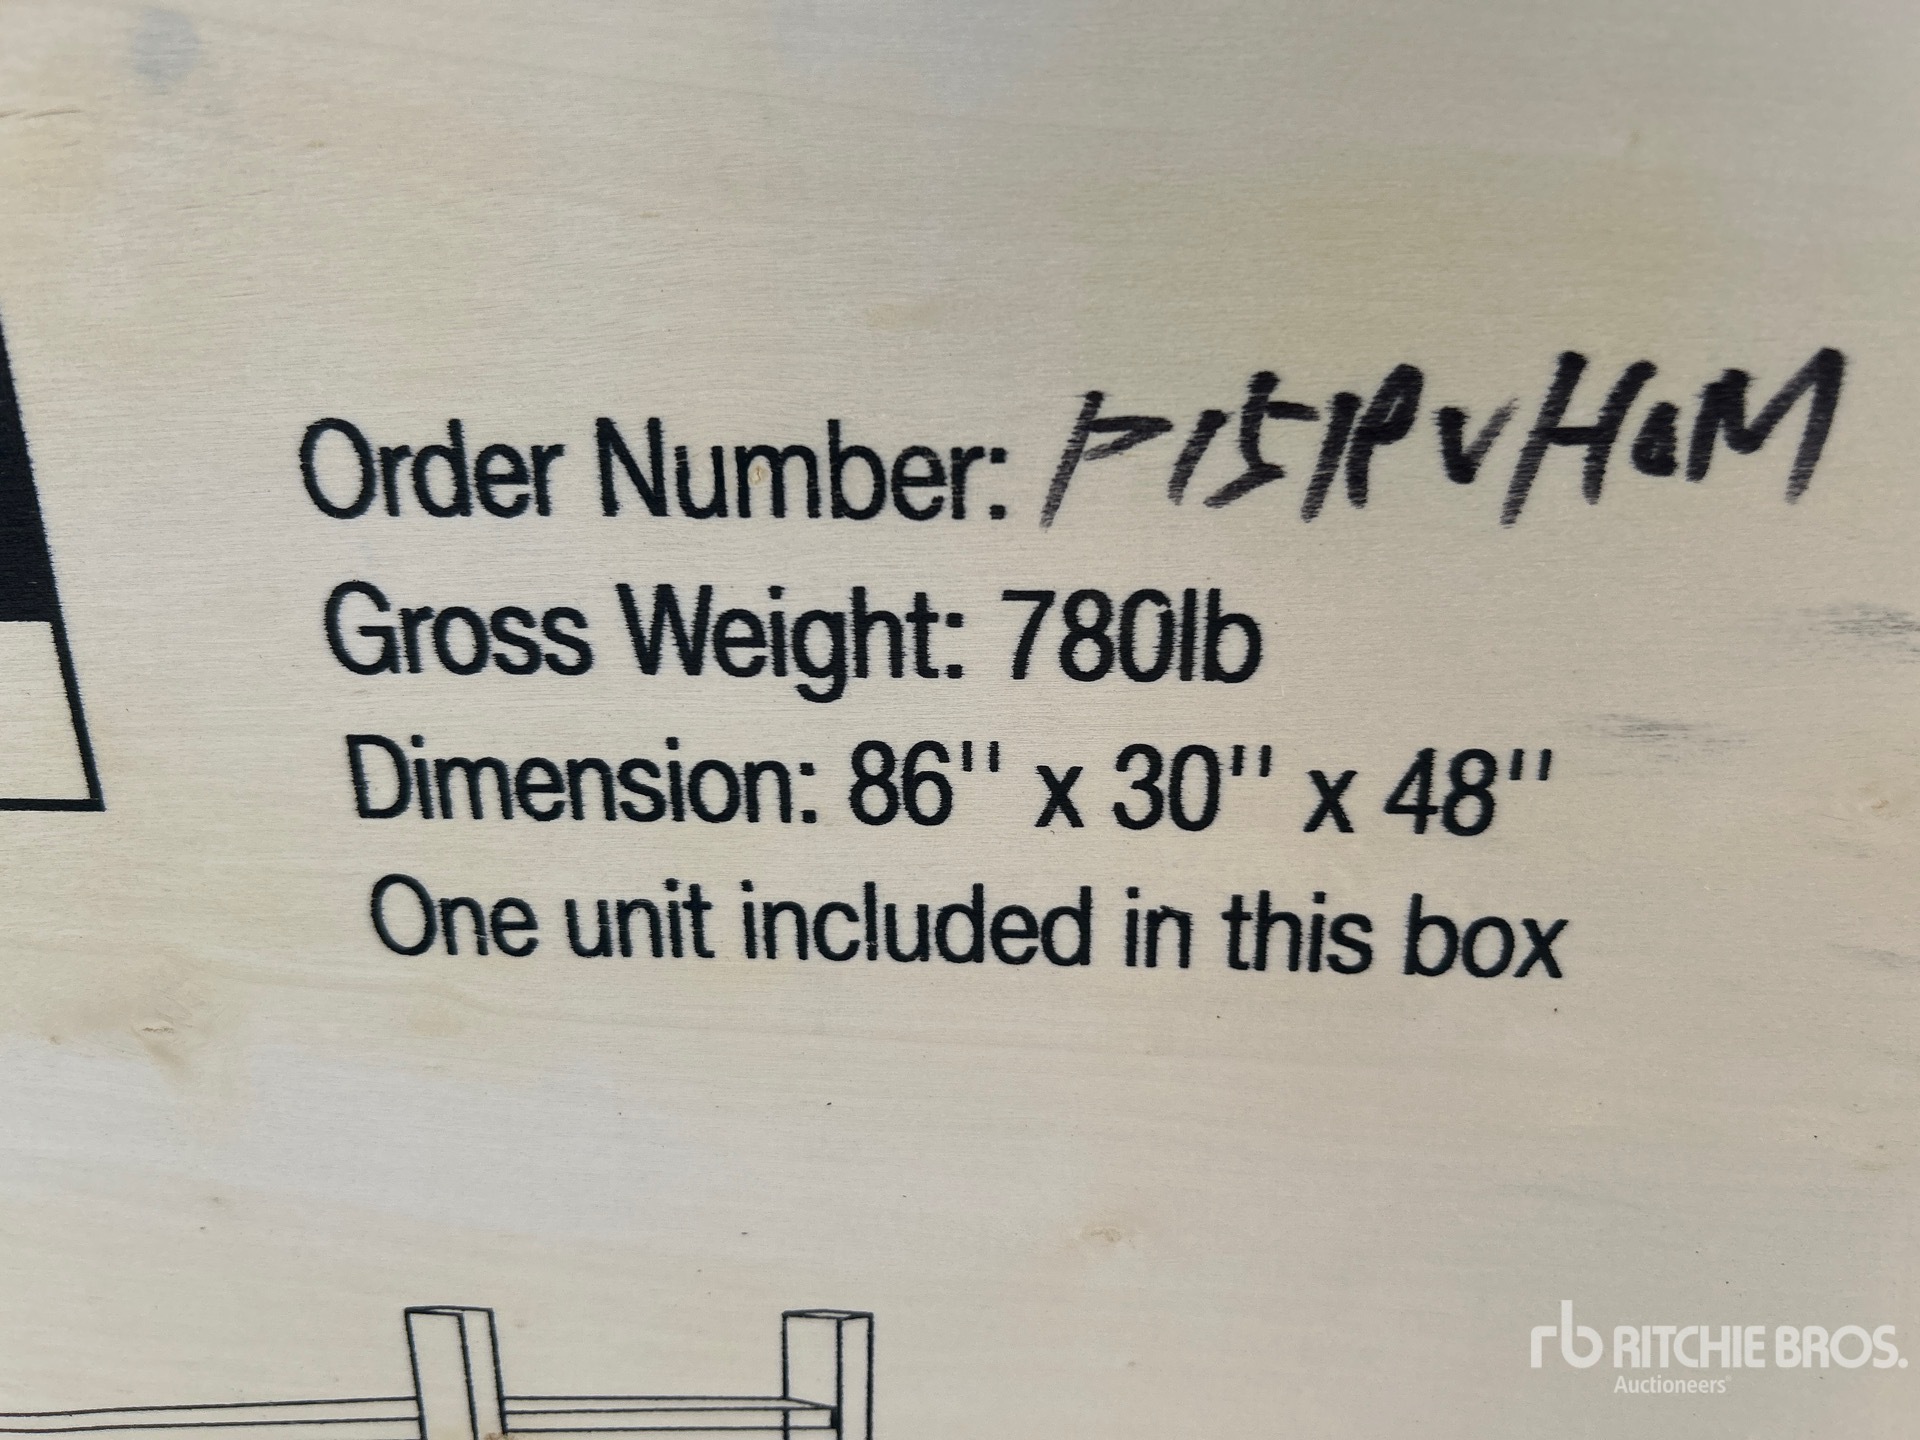 Order Number:
Gross Weight: 780lb
Dimension: 86" x 30" x 48"
One unit included in this box
rb RITCHIE BROS.
Auctioneers